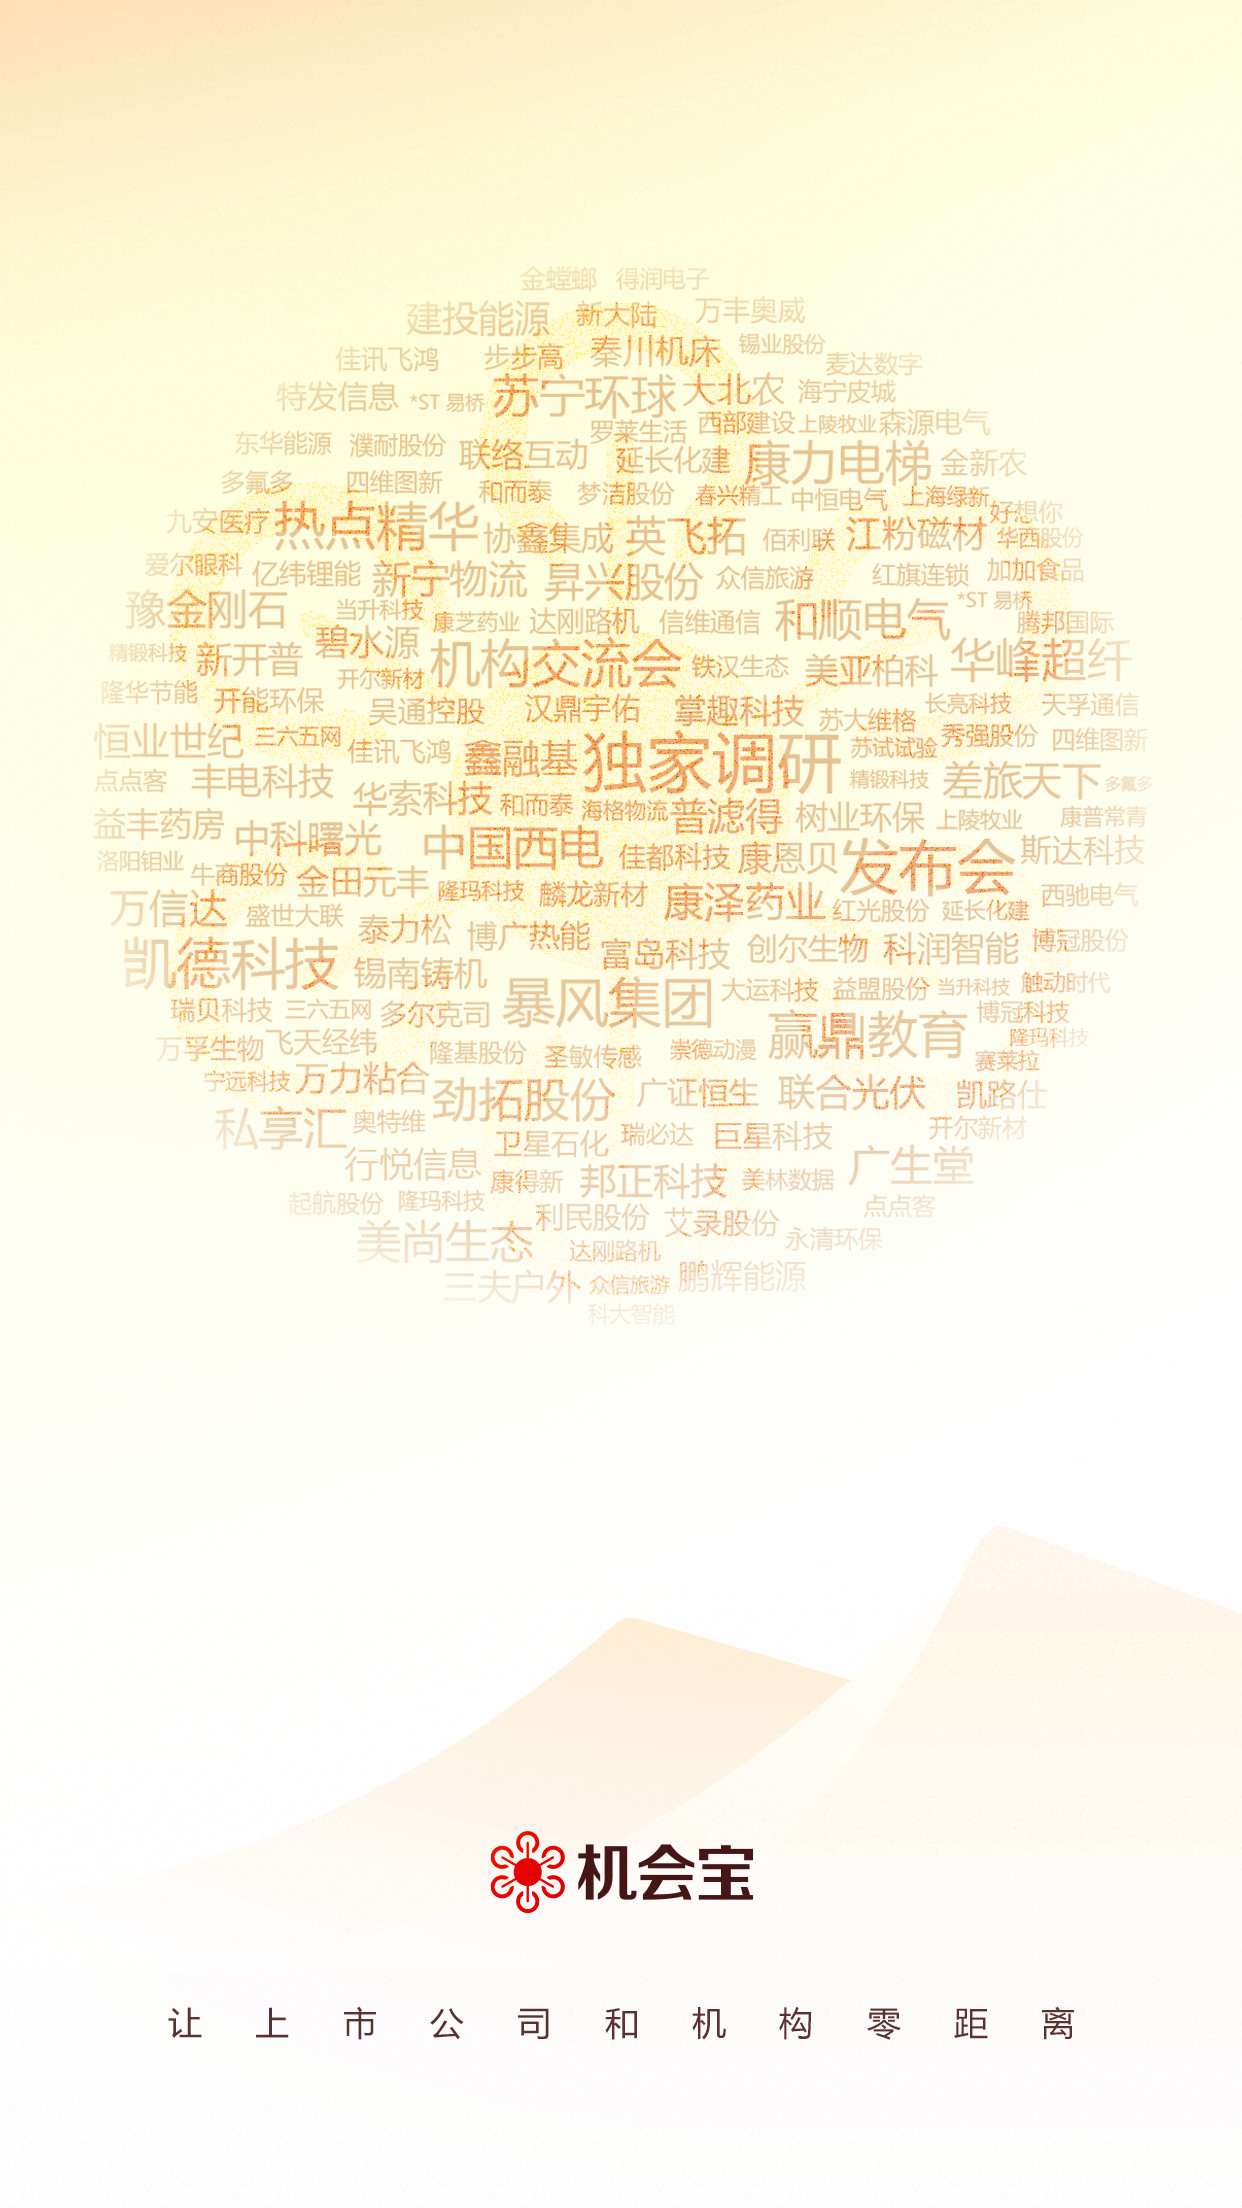 金螳螂 得润电子
建投能源 新大陆 万丰奥威
佳讯飞鸿 步步高 秦川机床 锡业股份 麦达数字
特发信息 *ST 易桥 苏宁环球 大北农 海宁皮城
东华能源 濮耐股份 联络互动 罗莱生活 西部建设 上陵牧业 森源电气
延长化建 康力电梯 金新农
多氟多 四维图新 和而泰 梦洁股份 春兴精工 中恒电气 上海绿新 好想你
九安医疗 热点精华 协鑫集成 英飞拓 佰利联 江粉磁材 华西股份
爱尔眼科 亿纬锂能 新宁物流 昇兴股份 众信旅游 红旗连锁 加加食品
豫金刚石 当升科技 康芝药业 达刚路机 信维通信 和顺电气 *ST 易桥 腾邦国际
精锻科技 新开普 碧水源 机构交流会 铁汉生态 美亚柏科 华峰超纤
隆华节能 开能环保 开尔新材 吴通控股 汉鼎宇佑 掌趣科技 苏大维格 长亮科技 天孚通信
恒业世纪 三六五网 佳讯飞鸿 鑫融基 独家调研 苏试试验 秀强股份 四维图新
点点客 丰电科技 华索科技 和而泰 海格物流 普滤得 精锻科技 差旅天下 多氟多
益丰药房 中科曙光 中国西电 佳都科技 康恩贝 树业环保 上陵牧业 康普常青
洛阳钼业 牛商股份 金田元丰 隆玛科技 麟龙新材 康泽药业 发布会 斯达科技
万信达 盛世大联 泰力松 博广热能 红光股份 延长化建 西驰电气
凯德科技 锡南铸机 富岛科技 创尔生物 科润智能 博冠股份
瑞贝科技 三六五网 多尔克司 暴风集团 大运科技 益盟股份 当升科技 触动时代
博冠科技
万孚生物 飞天经纬 隆基股份 圣敏传感 崇德动漫 赢鼎教育 隆玛科技
宁远科技 万力粘合 劲拓股份 广证恒生 联合光伏 赛莱拉 凯路仕
私享汇 奥特维 卫星石化 瑞必达 巨星科技 开尔新材
行悦信息 康得新 邦正科技 美林数据 广生堂
起航股份 隆玛科技 利民股份 艾录股份 点点客
美尚生态 达刚路机 永清环保
三夫户外 众信旅游 鹏辉能源
科大智能
机会宝
让上市公司和机构零距离